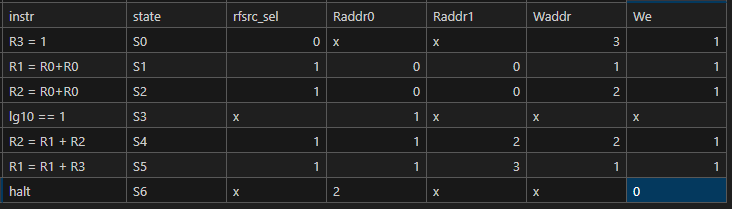 instr state rfsrc_sel Raddr0 Raddr1 Waddr We
R3 = 1 S0 0 x x 3 1
R1 = R0+R0 S1 1 0 0 1 1
R2 = R0+R0 S2 1 0 0 2 1
lg10 == 1 S3 x 1 x x x
R2 = R1 + R2 S4 1 1 2 2 1
R1 = R1 + R3 S5 1 1 3 1 1
halt S6 x 2 x x 0